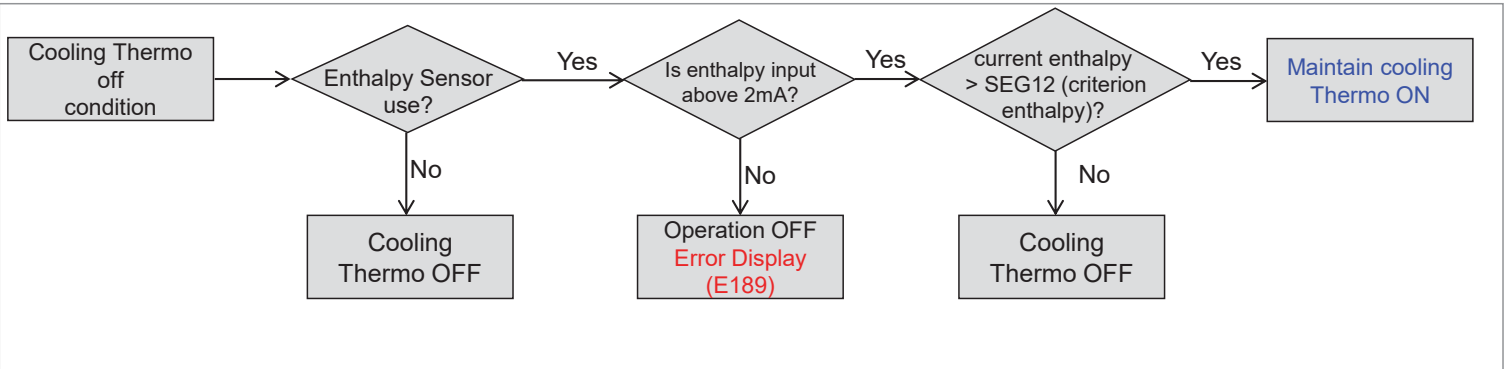 Cooling Thermo
off
condition
Enthalpy Sensor
use?
Yes
Is enthalpy input
above 2mA?
Yes
current enthalpy
> SEG12 (criterion
enthalpy)?
Yes
Maintain cooling
Thermo ON
No
No
No
Cooling
Thermo OFF
Operation OFF
Error Display
(E189)
Cooling
Thermo OFF